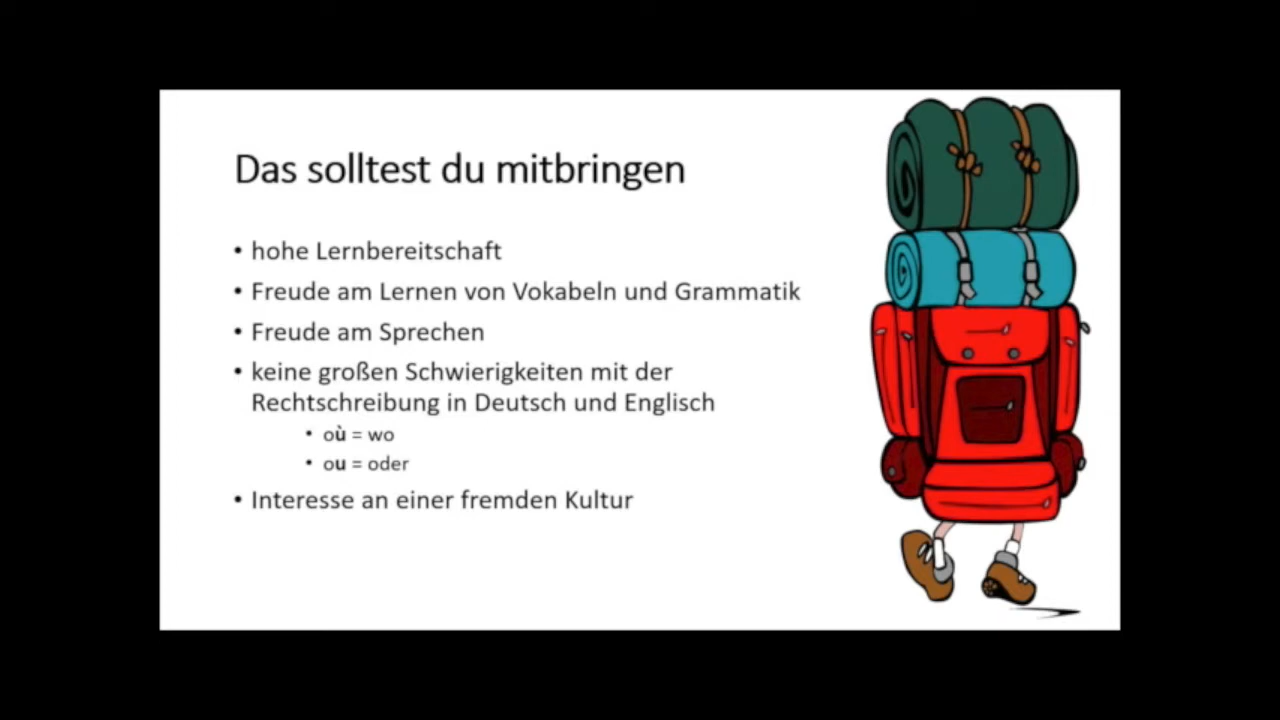 Das solltest du mitbringen
• hohe Lernbereitschaft
• Freude am Lernen von Vokabeln und Grammatik
• Freude am Sprechen
• keine großen Schwierigkeiten mit der
Rechtschreibung in Deutsch und Englisch
• où = wo
• ou = oder
• Interesse an einer fremden Kultur